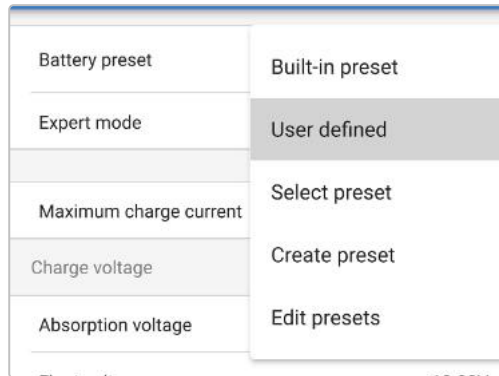 Battery preset
Built-in preset
Expert mode
User defined
Select preset
Maximum charge current
Create preset
Charge voltage
Edit presets
Absorption voltage